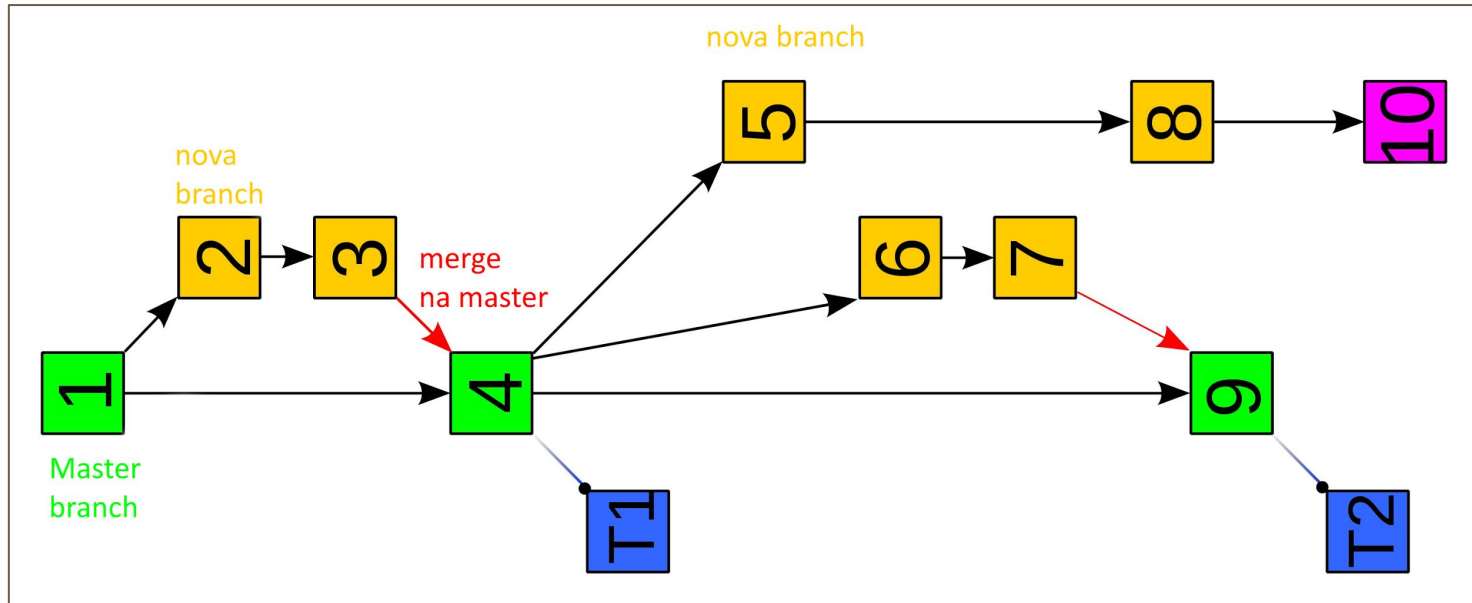 nova branch
5
8
10
nova
branch
2
3
merge
na master
6
7
1
4
9
Master
branch
T1
T2